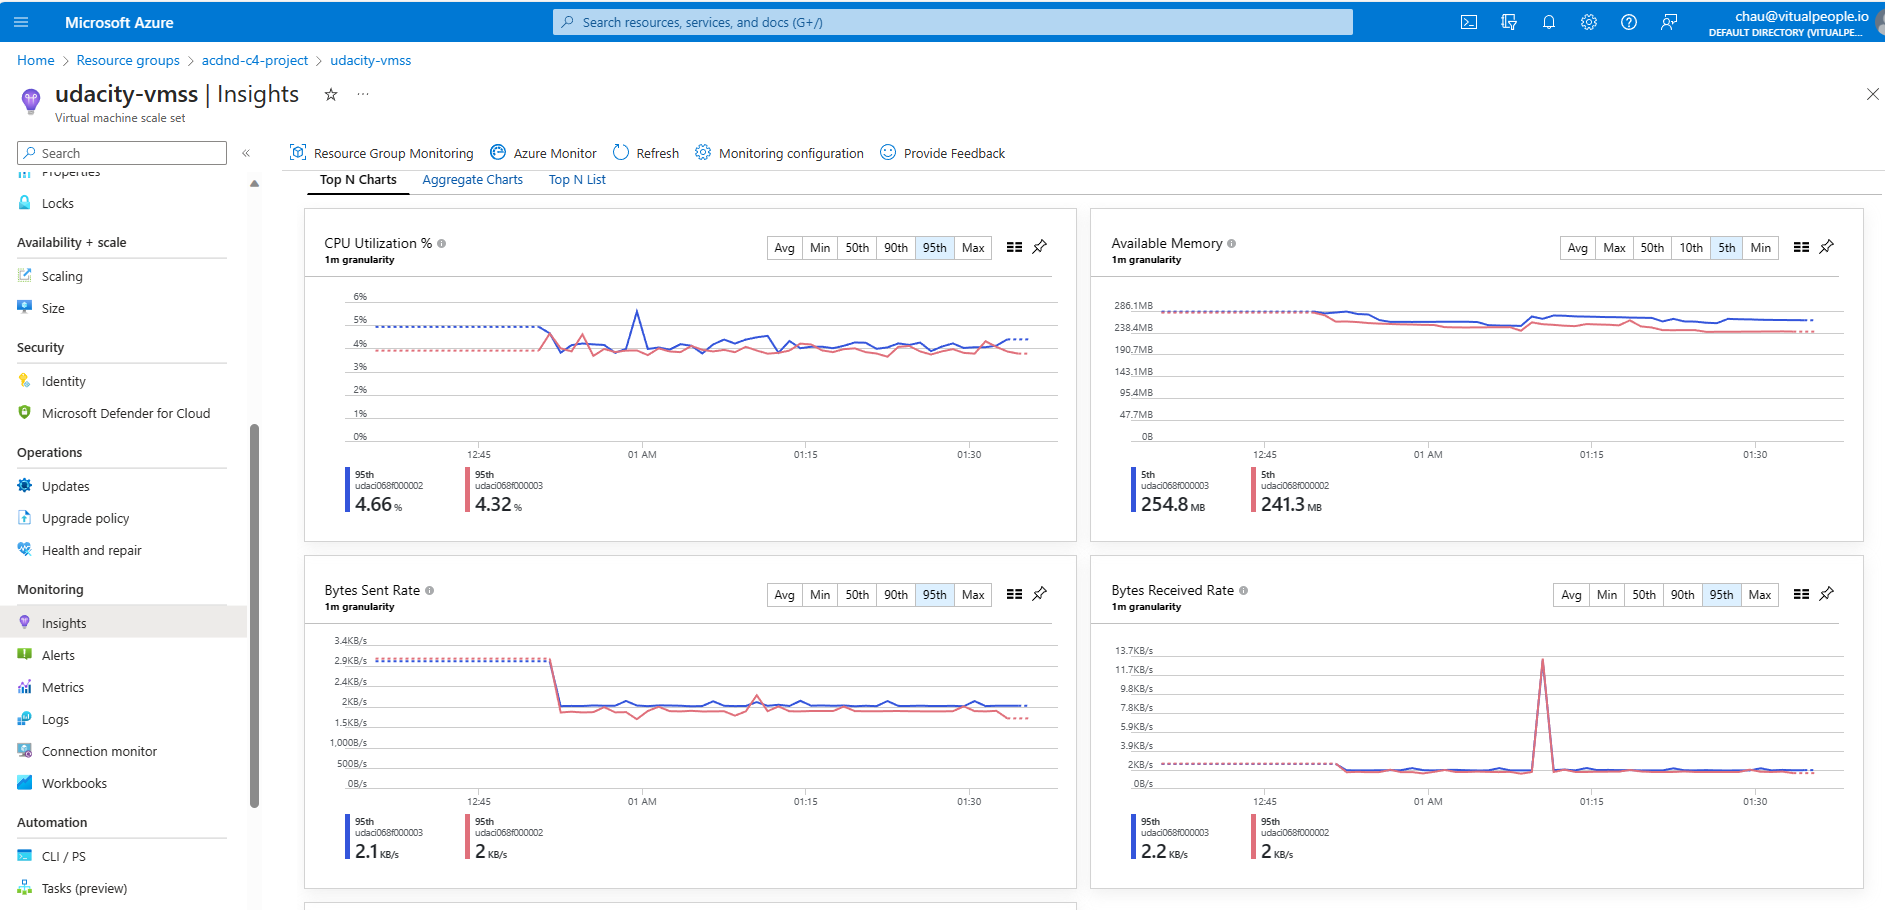 Microsoft Azure
Search resources, services, and docs (G+/)
chau@vitualpeople.io
DEFAULT DIRECTORY (VITUALPE...
Home > Resource groups > acdnd-c4-project > udacity-vmss
udacity-vmss | Insights
Virtual machine scale set
Search
Properties
Locks
Availability + scale
Scaling
Size
Security
Identity
Microsoft Defender for Cloud
Operations
Updates
Upgrade policy
Health and repair
Monitoring
Insights
Alerts
Metrics
Logs
Connection monitor
Workbooks
Automation
CLI / PS
Tasks (preview)
Resource Group Monitoring Azure Monitor Refresh Monitoring configuration Provide Feedback
Top N Charts Aggregate Charts Top N List
CPU Utilization %
1m granularity
Avg Min 50th 90th 95th Max
6%
5%
4%
3%
2%
1%
0%
12:45 01 AM 01:15 01:30
95th
udaci068f000002
4.66 %
95th
udaci068f000003
4.32 %
Available Memory
1m granularity
Avg Max 50th 10th 5th Min
286.1MB
238.4MB
190.7MB
143.1MB
95.4MB
47.7MB
0B
12:45 01 AM 01:15 01:30
5th
udaci068f000003
254.8 MB
5th
udaci068f000002
241.3 MB
Bytes Sent Rate
1m granularity
Avg Min 50th 90th 95th Max
3.4KB/s
2.9KB/s
2.4KB/s
2KB/s
1.5KB/s
1,000B/s
500B/s
0B/s
12:45 01 AM 01:15 01:30
95th
udaci068f000003
2.1 KB/s
95th
udaci068f000002
2 KB/s
Bytes Received Rate
1m granularity
Avg Min 50th 90th 95th Max
13.7KB/s
11.7KB/s
9.8KB/s
7.8KB/s
5.9KB/s
3.9KB/s
2KB/s
0B/s
12:45 01 AM 01:15 01:30
95th
udaci068f000003
2.2 KB/s
95th
udaci068f000002
2 KB/s